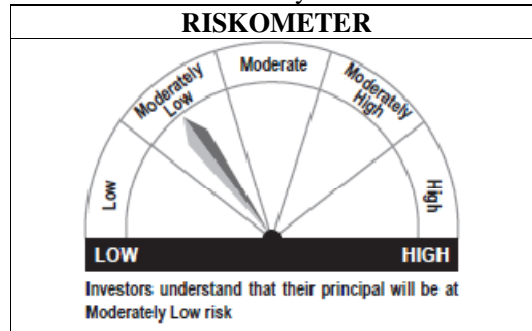 RISKOMETER
Moderate
Moderately
Low
Moderately
High
Low
High
LOW HIGH
Investors understand that their principal will be at
Moderately Low risk